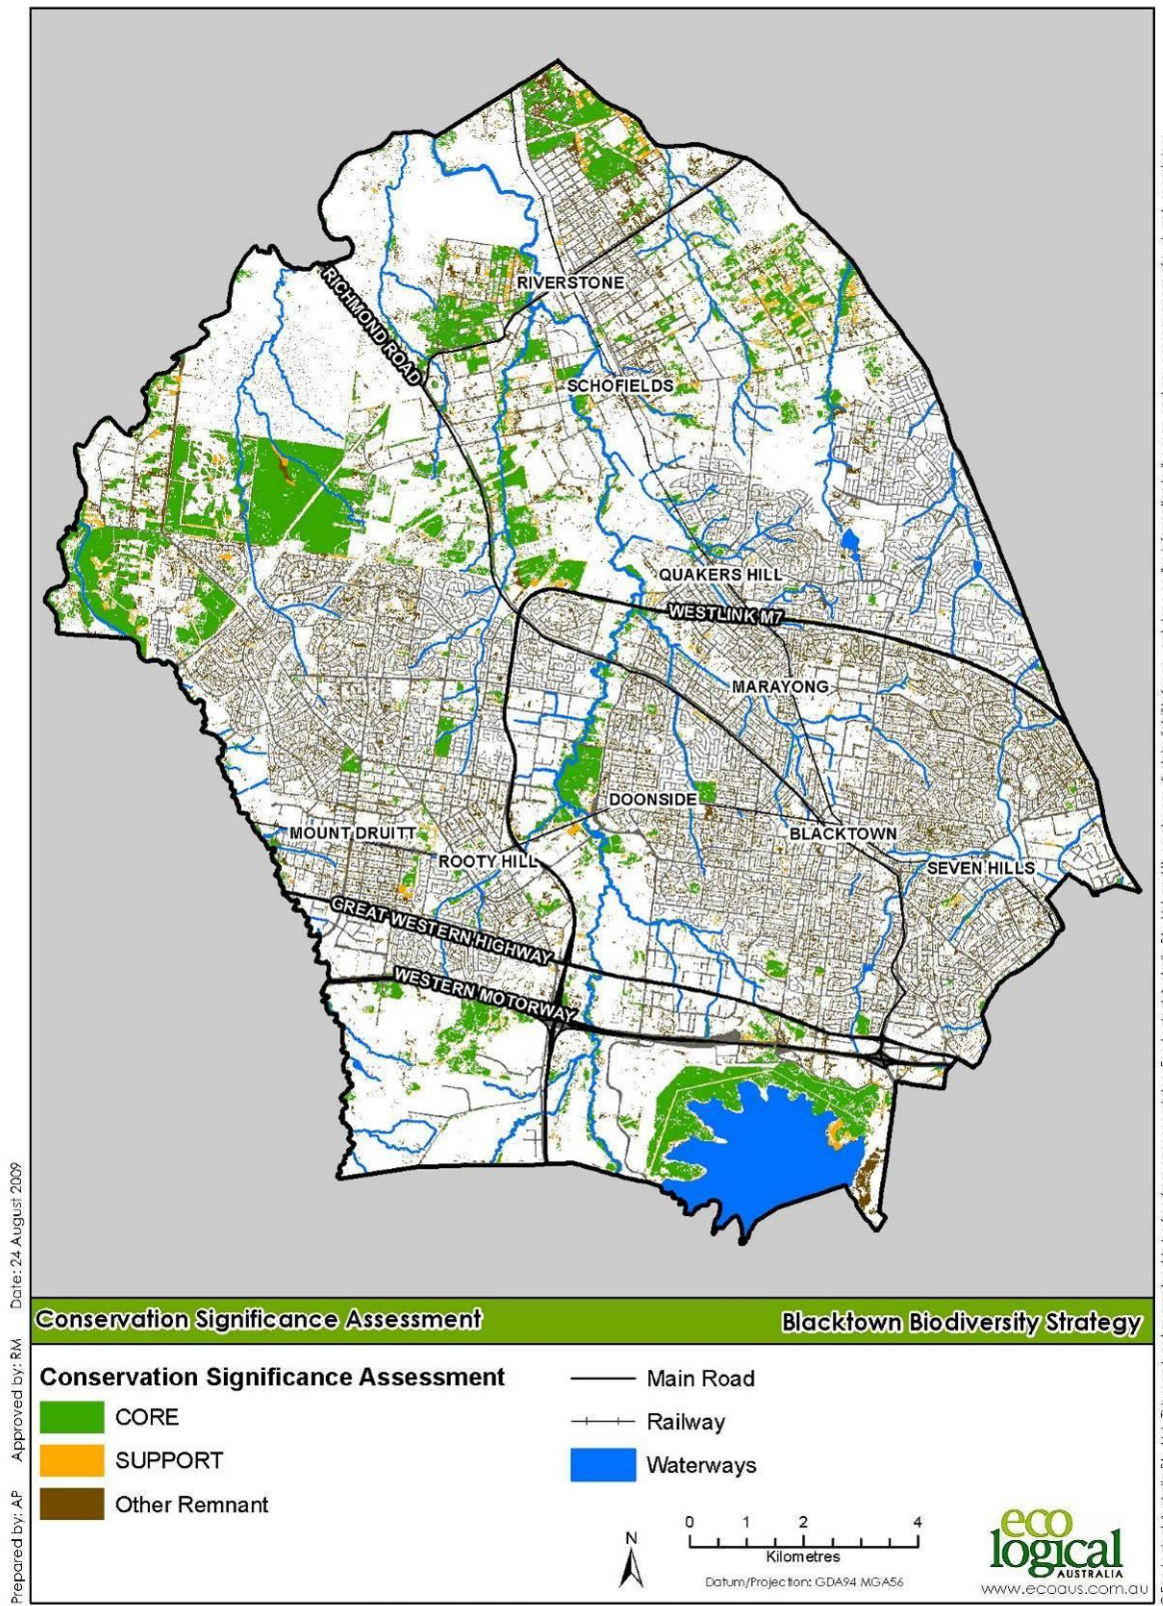 RIVERSTONE
RICHMOND ROAD
SCHOFIELDS
QUAKERS HILL
WESTLINK M7
MARAYONG
DOONSIDE
MOUNT DRUITT
BLACKTOWN
ROOTY HILL
SEVEN HILLS
GREAT WESTERN HIGHWAY
WESTERN MOTORWAY
Prepared by: AP Approved by: RM Date: 24 August 2009
Conservation Significance Assessment Blacktown Biodiversity Strategy
Conservation Significance Assessment
CORE
SUPPORT
Other Remnant
Main Road
Railway
Waterways
N
0 1 2 4
Kilometres
Datum/Projection: GDA94 MGA56
eco
logical
AUSTRALIA
www.ecoaus.com.au